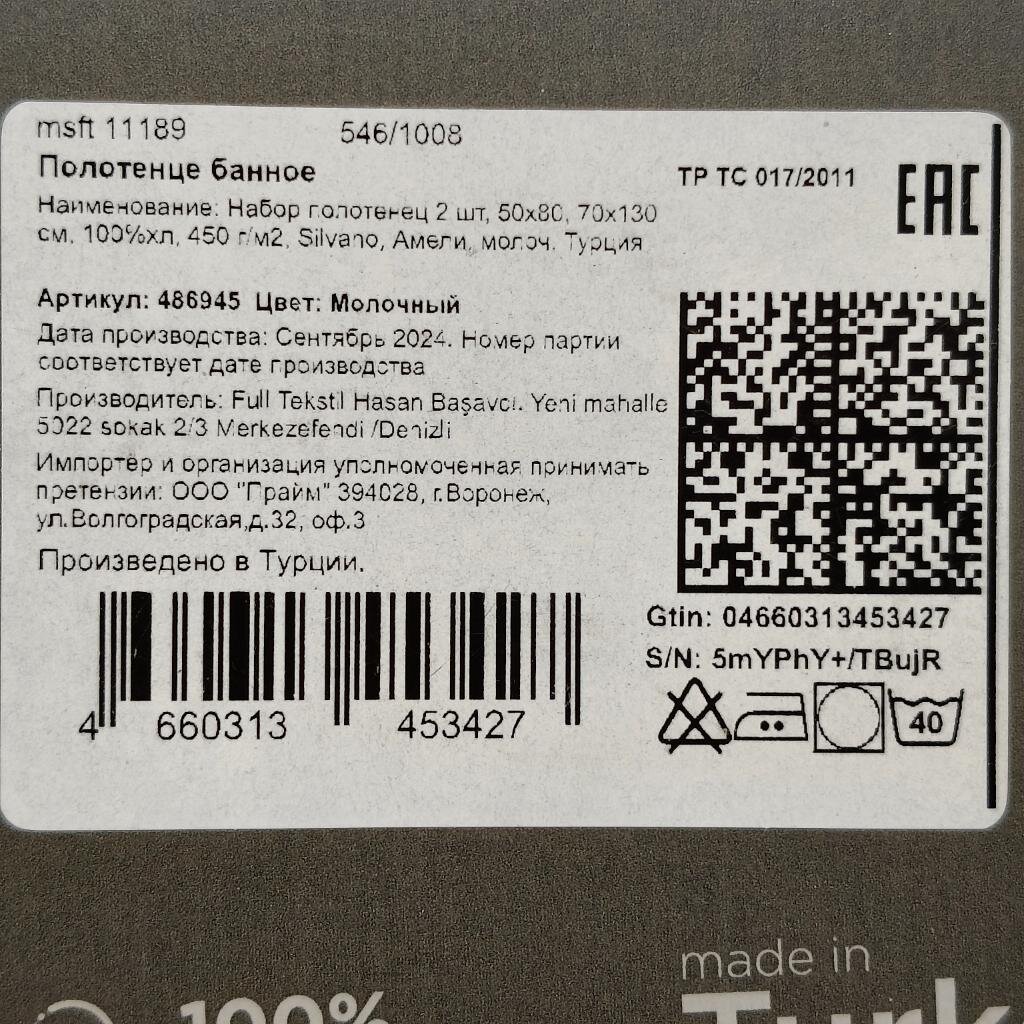 msft 11189 546/1008
Полотенце банное
ТР ТС 017/2011
EAC
Наименование: Набор полотенец 2 шт, 50х80, 70х130
см, 100%хл, 450 г/м2, Silvano, Амели, молоч. Турция
Артикул: 486945 Цвет: Молочный
Дата производства: Сентябрь 2024. Номер партии
соответствует дате производства
Производитель: Full Tekstil Hasan Başavcı. Yeni mahalle
5022 sokak 2/3 Merkezefendi /Denizli
Импортёр и организация уполномоченная принимать
претензии: ООО "Прайм" 394028, г.Воронеж,
ул.Волгоградская,д.32, оф.3
Произведено в Турции.
4 660313 453427
Gtin: 04660313453427
S/N: 5mYPhY+/TBujR
40
made in
100%